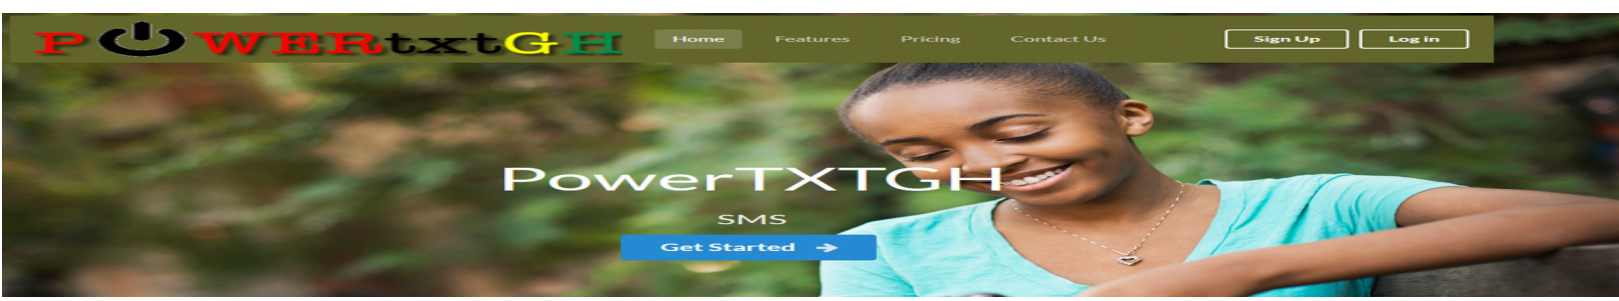 POWERtxtGH Home Features Pricing Contact Us Sign Up Log in
PowerTXTGH
SMS
Get Started →